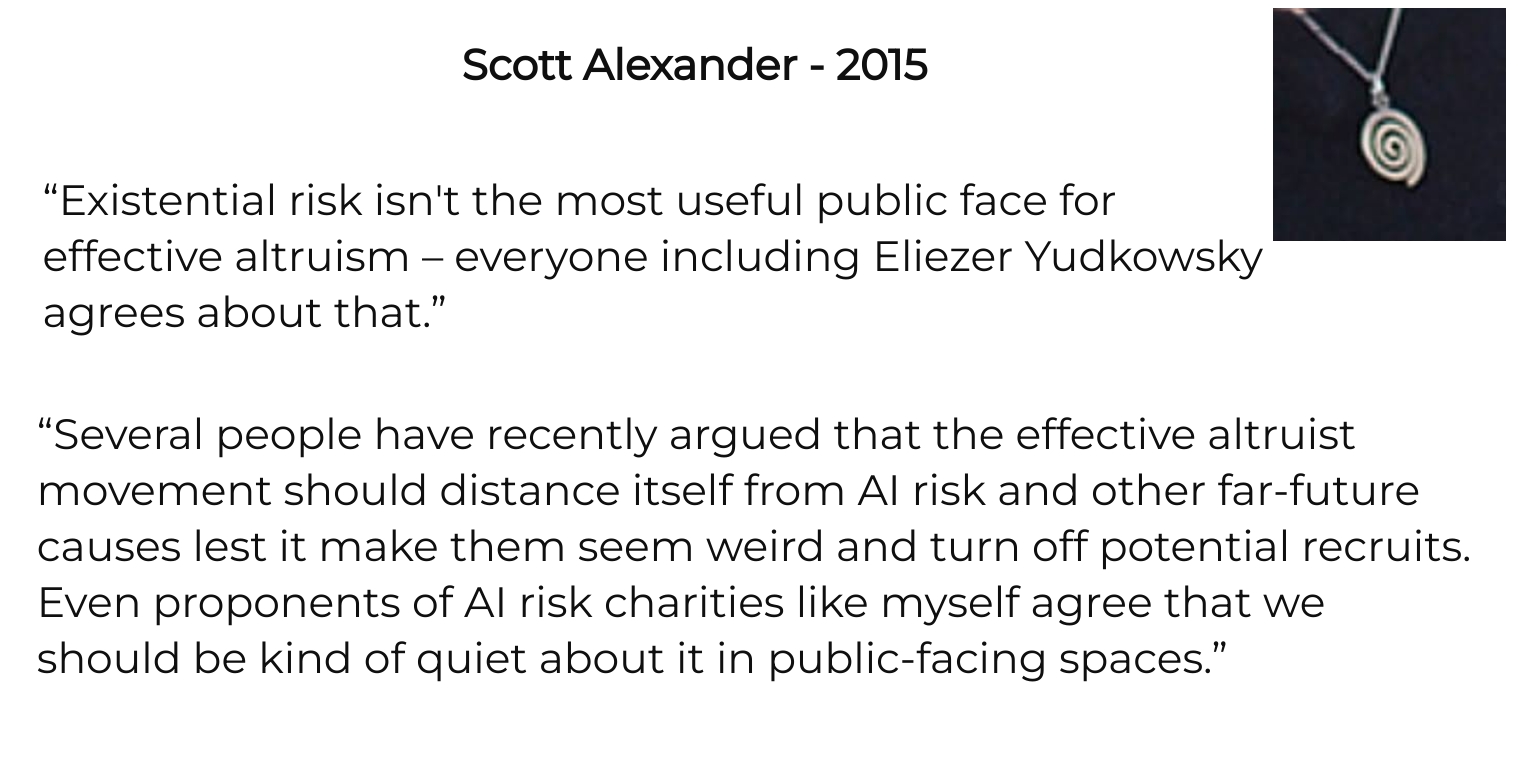 Scott Alexander - 2015
“Existential risk isn't the most useful public face for
effective altruism – everyone including Eliezer Yudkowsky
agrees about that.”
“Several people have recently argued that the effective altruist
movement should distance itself from AI risk and other far-future
causes lest it make them seem weird and turn off potential recruits.
Even proponents of AI risk charities like myself agree that we
should be kind of quiet about it in public-facing spaces.”